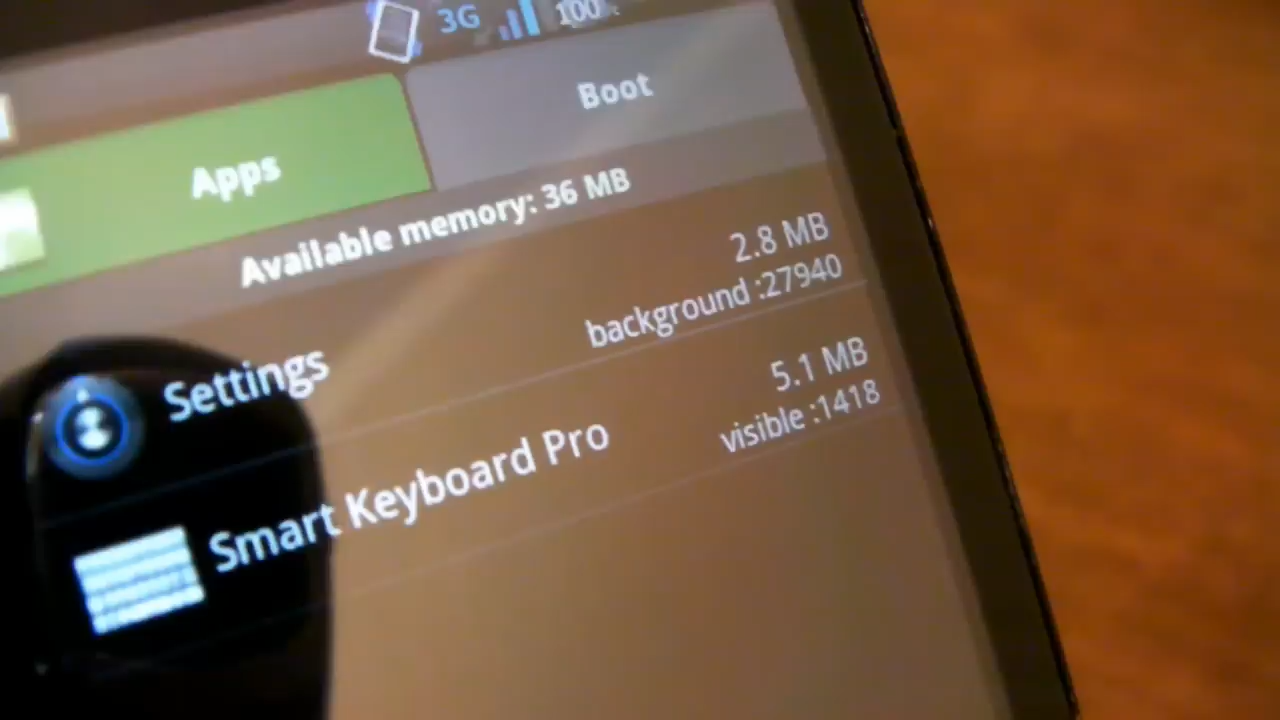 3G 100
Apps
Boot
Available memory: 36 MB
Settings
2.8 MB
background :27940
Smart Keyboard Pro
5.1 MB
visible :1418